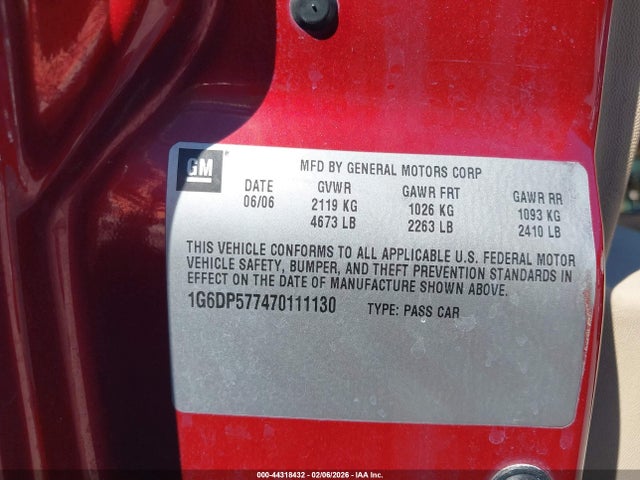 GM
MFD BY GENERAL MOTORS CORP
DATE GVWR GAWR FRT GAWR RR
06/06 2119 KG 1026 KG 1093 KG
4673 LB 2263 LB 2410 LB
THIS VEHICLE CONFORMS TO ALL APPLICABLE U.S. FEDERAL MOTOR
VEHICLE SAFETY, BUMPER, AND THEFT PREVENTION STANDARDS IN
EFFECT ON THE DATE OF MANUFACTURE SHOWN ABOVE.
1G6DP577470111130 TYPE: PASS CAR
000-44318432 - 02/06/2026 - IAA Inc.